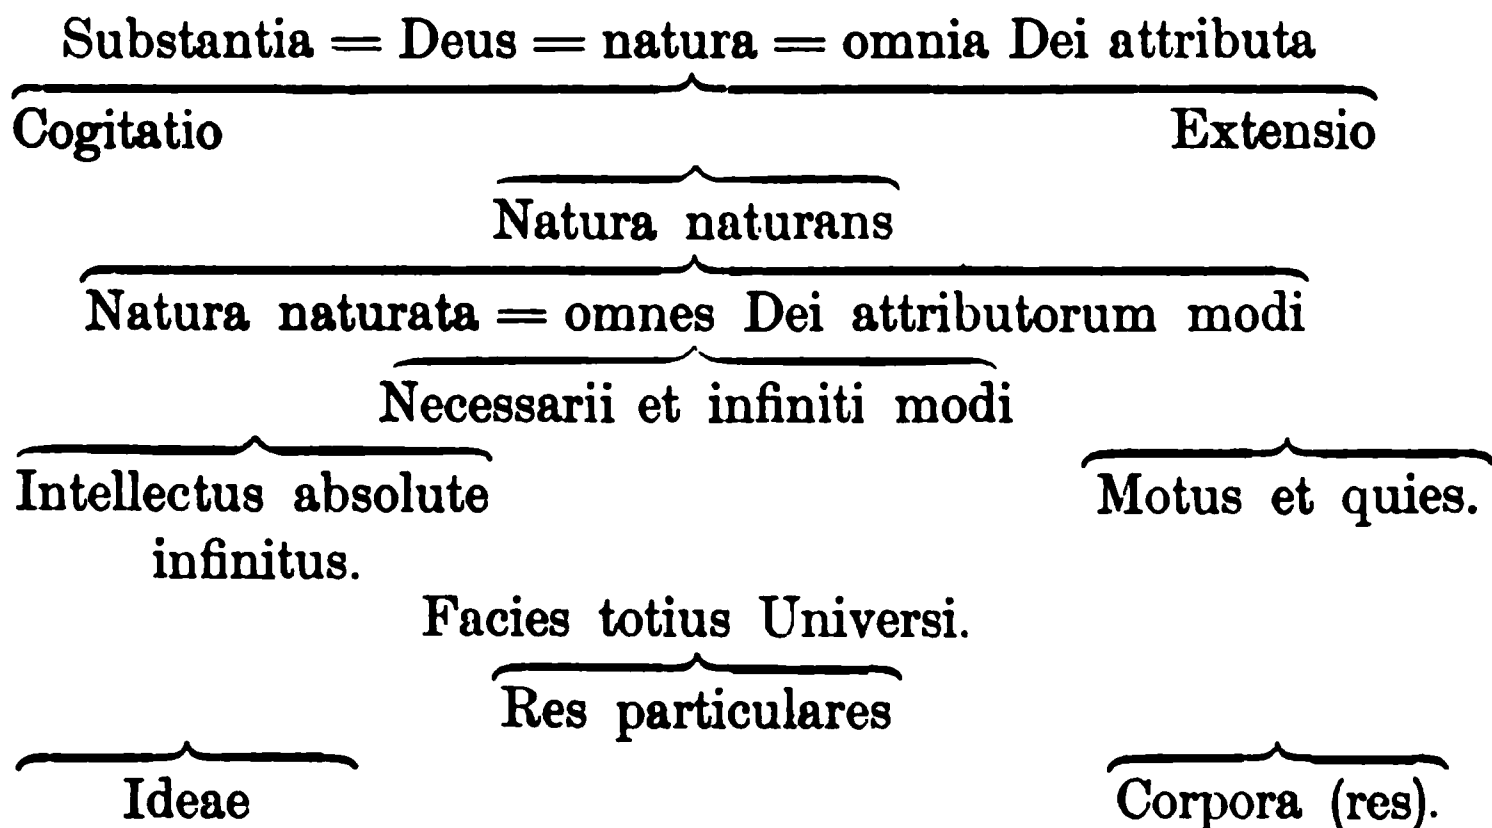 Substantia = Deus = natura = omnia Dei attributa
Cogitatio Extensio
Natura naturans
Natura naturata = omnes Dei attributorum modi
Necessarii et infiniti modi
Intellectus absolute Motus et quies.
infinitus.
Facies totius Universi.
Res particulares
Ideae Corpora (res).